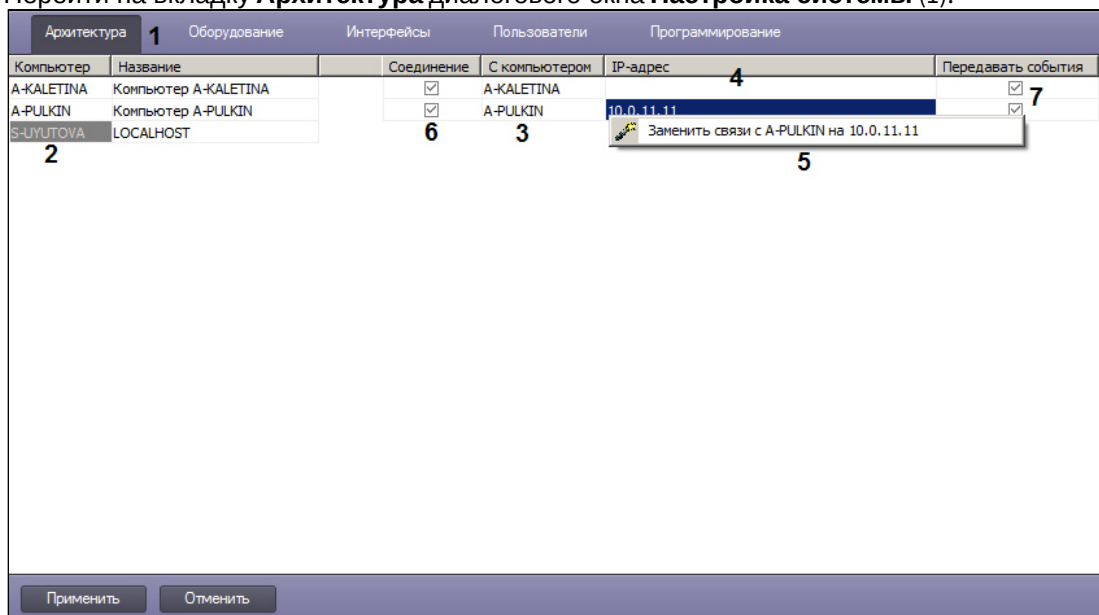 Перейти на вкладку Архитектура диалогового окна Настройка системы (1).
Архитектура 1 Оборудование Интерфейсы Пользователи Программирование
Компьютер Название Соединение С компьютером IP-адрес Передавать события
4
A-KALETINA Компьютер A-KALETINA A-KALETINA
7
A-PULKIN Компьютер A-PULKIN A-PULKIN 10.0.11.11
S-UYUTOVA LOCALHOST 6 3 Заменить связи с A-PULKIN на 10.0.11.11
2 5
Применить Отменить